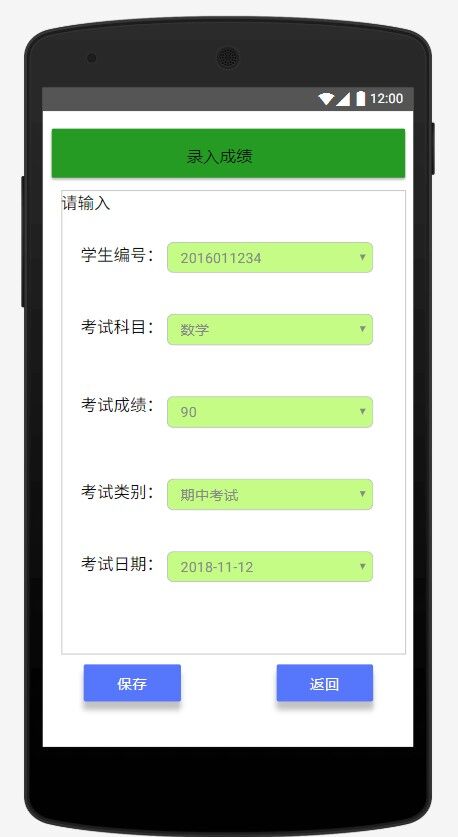 12:00
录入成绩
请输入
学生编号： 2016011234
考试科目： 数学
考试成绩： 90
考试类别： 期中考试
考试日期： 2018-11-12
保存 返回